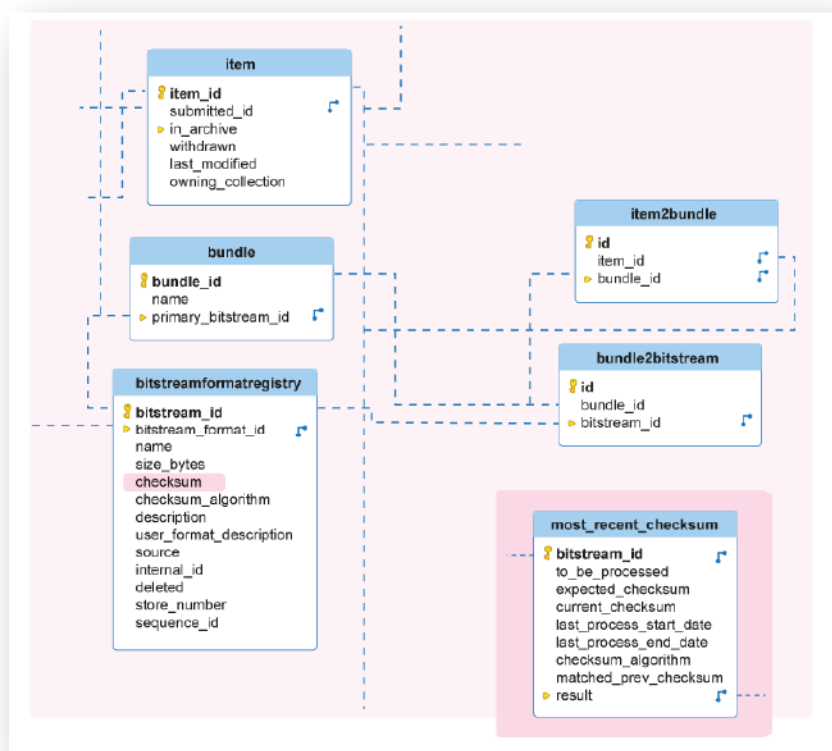 item
item_id
submitted_id
in_archive
withdrawn
last_modified
owning_collection
bundle
bundle_id
name
primary_bitstream_id
bitstreamformatregistry
bitstream_id
bitstream_format_id
name
size_bytes
checksum
checksum_algorithm
description
user_format_description
source
internal_id
deleted
store_number
sequence_id
item2bundle
id
item_id
bundle_id
bundle2bitstream
id
bundle_id
bitstream_id
most_recent_checksum
bitstream_id
to_be_processed
expected_checksum
current_checksum
last_process_start_date
last_process_end_date
checksum_algorithm
matched_prev_checksum
result